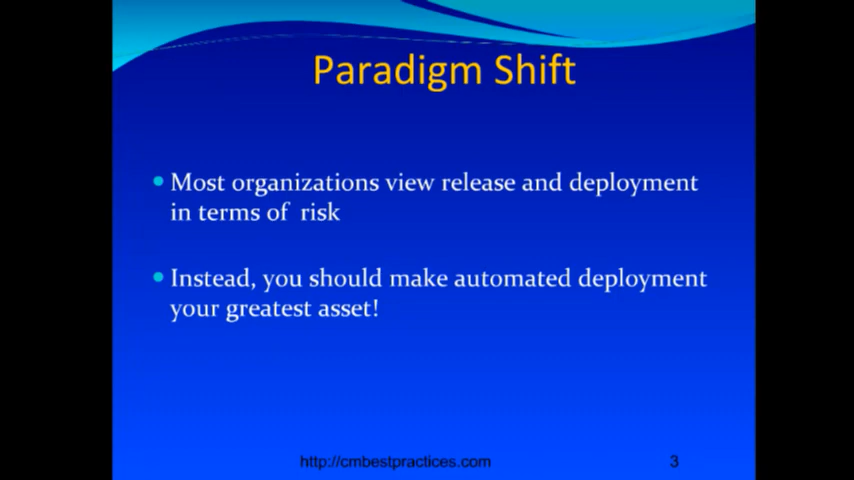 Paradigm Shift
Most organizations view release and deployment
in terms of risk
Instead, you should make automated deployment
your greatest asset!
http://cmbestpractices.com
3